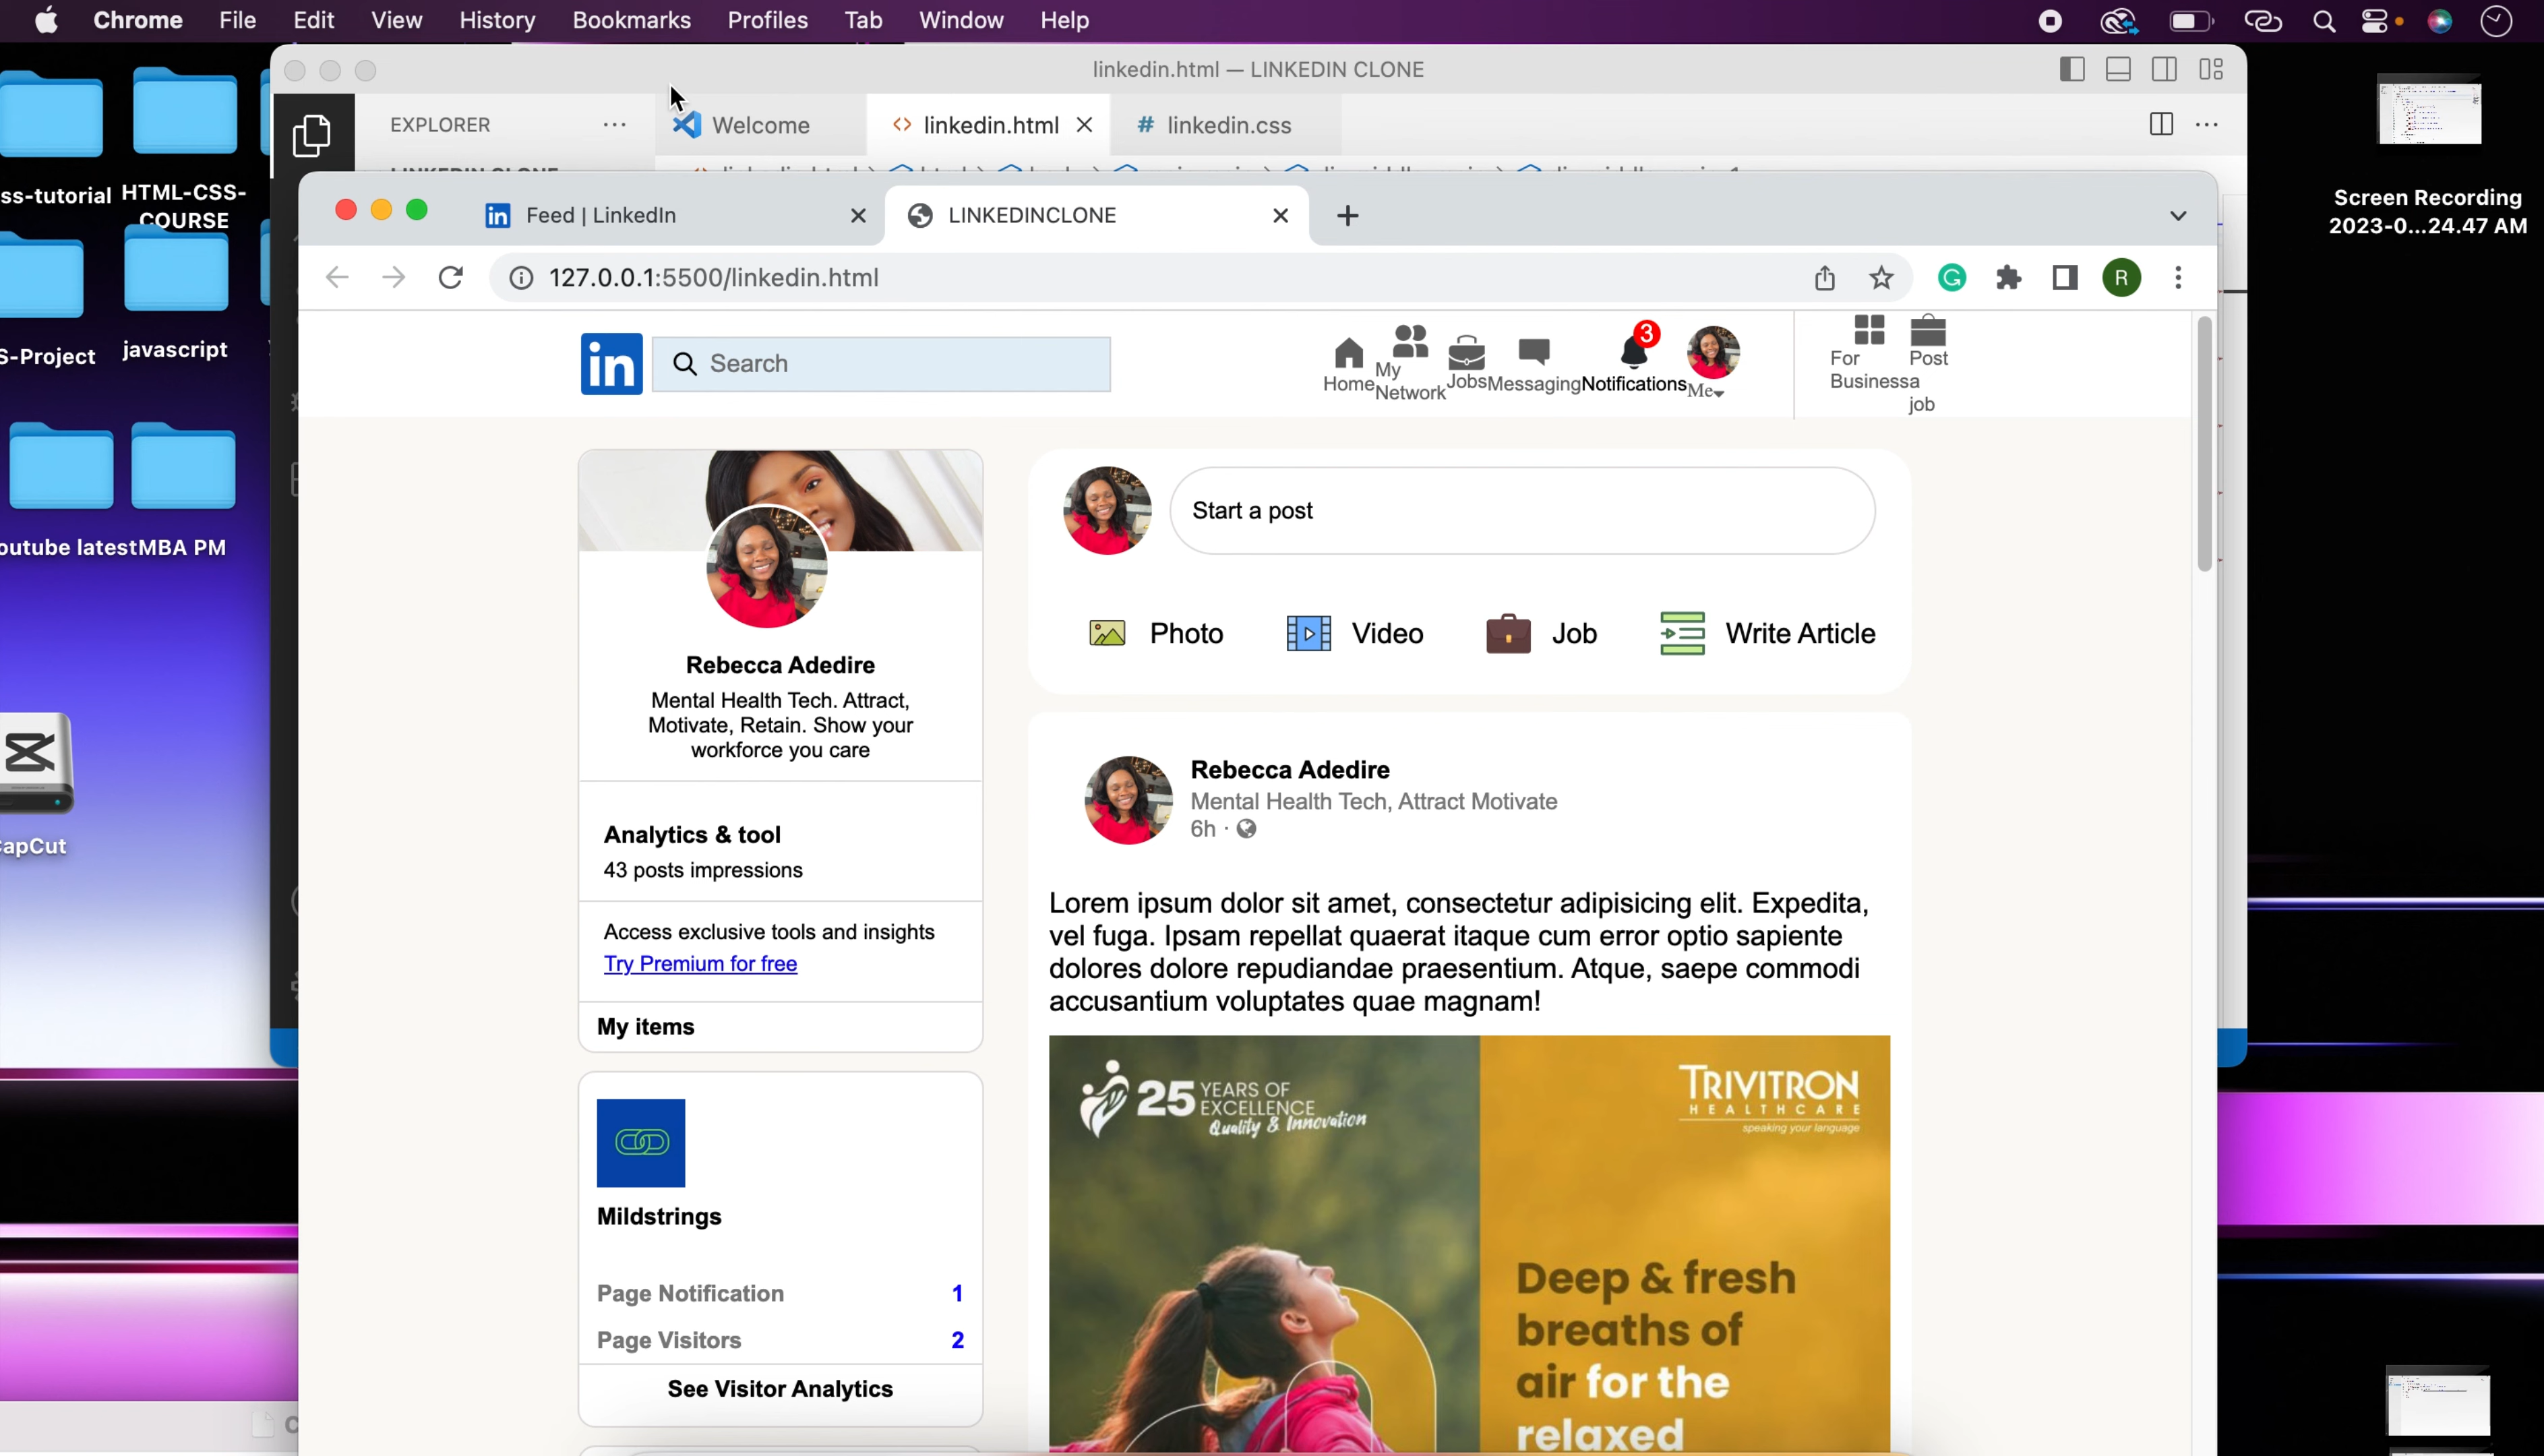 Chrome File Edit View History Bookmarks Profiles Tab Window Help
linkedin.html — LINKEDIN CLONE
EXPLORER
Welcome
linkedin.html
# linkedin.css
Feed | LinkedIn
LINKEDINCLONE
127.0.0.1:5500/linkedin.html
G
R
in
Search
Home
My
Network
Jobs
Messaging
3
Notifications
Me
For
Business
Post
a
job
ss-tutorial
HTML-CSS-
COURSE
S-Project
javascript
outube latest
MBA PM
apCut
Screen Recording
2023-0...24.47 AM
Rebecca Adedire
Mental Health Tech. Attract,
Motivate, Retain. Show your
workforce you care
Analytics & tool
43 posts impressions
Access exclusive tools and insights
Try Premium for free
My items
Mildstrings
Page Notification 1
Page Visitors 2
See Visitor Analytics
Start a post
Photo
Video
Job
Write Article
Rebecca Adedire
Mental Health Tech, Attract Motivate
6h ·
Lorem ipsum dolor sit amet, consectetur adipisicing elit. Expedita,
vel fuga. Ipsam repellat quaerat itaque cum error optio sapiente
dolores dolore repudiandae praesentium. Atque, saepe commodi
accusantium voluptates quae magnam!
25 YEARS OF
EXCELLENCE
Quality & Innovation
TRIVITRON
HEALTHCARE
speaking your language
Deep & fresh
breaths of
air for the
relaxed